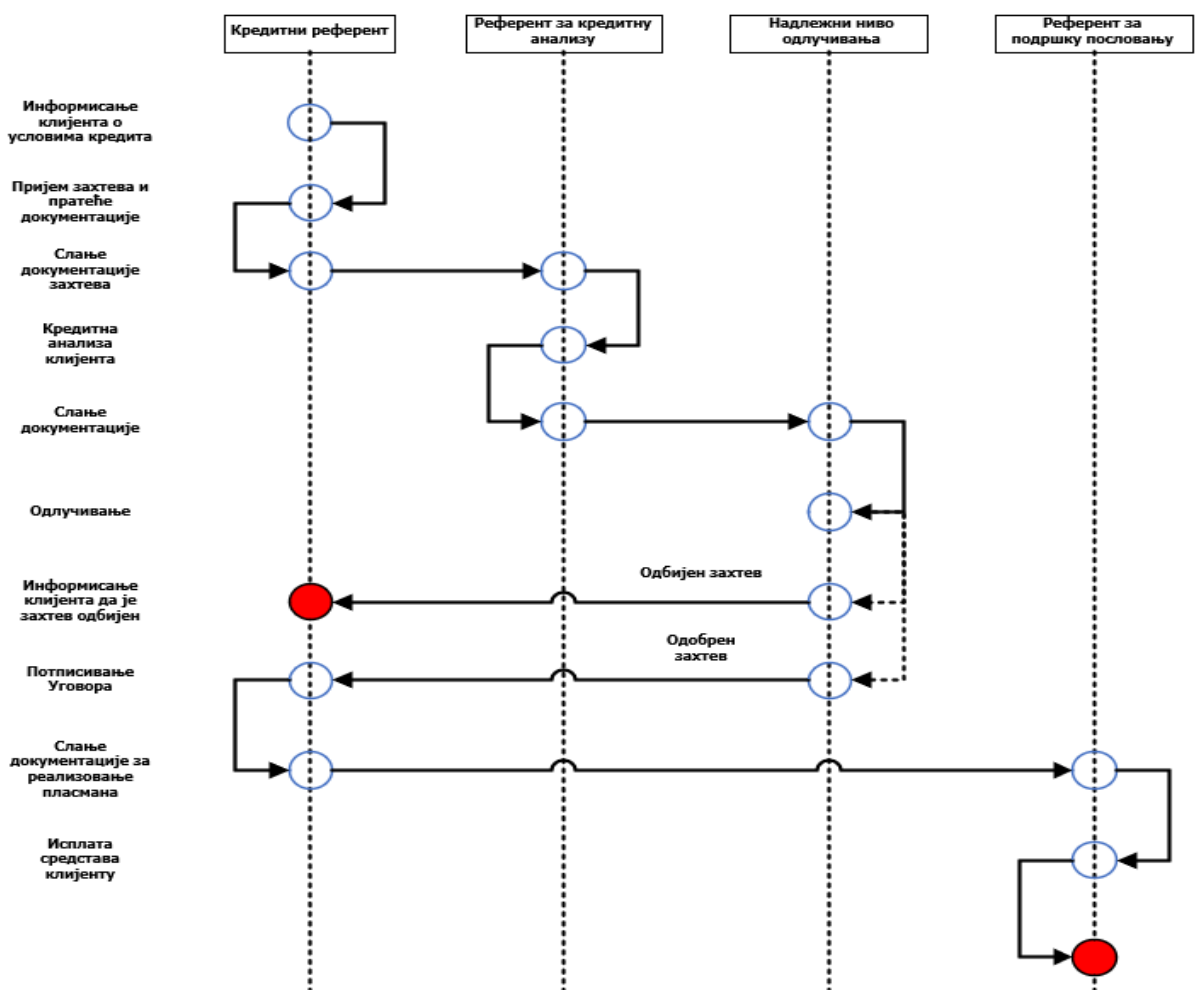 Кредитни референт
Референт за кредитну
анализу
Надлежни ниво
одлучивања
Референт за
подршку пословању
Информисање
клијента о
условима кредита
Пријем захтева и
пратеће
документације
Слање
документације
захтева
Кредитна
анализа
клијента
Слање
документације
Одлучивање
Информисање
клијента да је
захтев одбијен
Одбијен захтев
Одобрен
захтев
Потписивање
Уговора
Слање
документације за
реализовање
пласмана
Исплата
средстава
клијенту